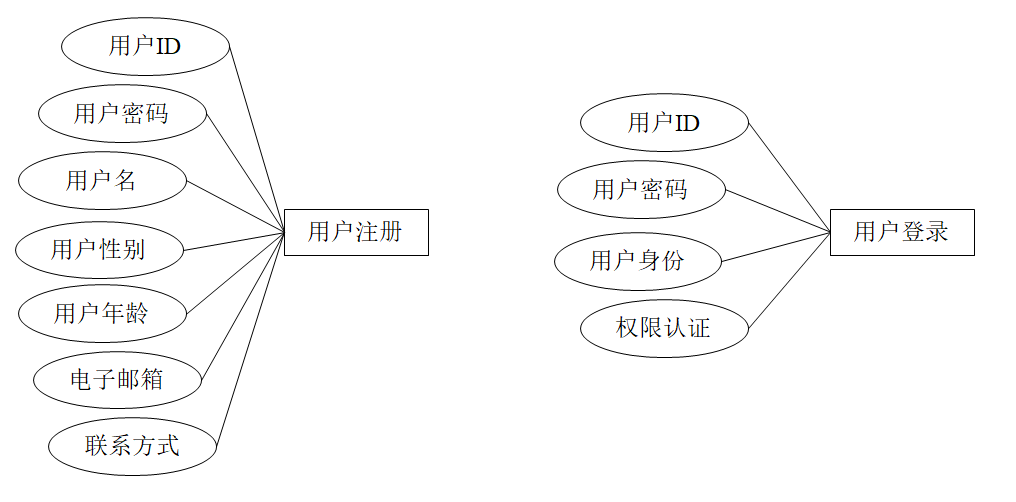 用户ID
用户密码
用户名
用户性别
用户年龄
电子邮箱
联系方式
用户注册
用户ID
用户密码
用户身份
权限认证
用户登录